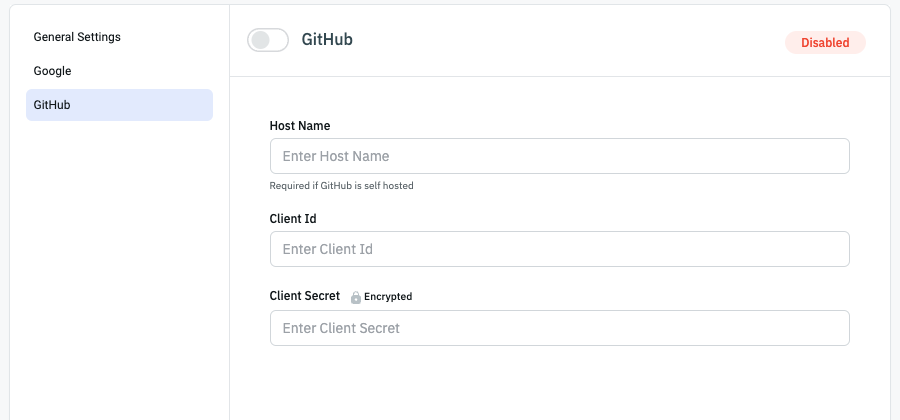 General Settings
Google
GitHub
GitHub
Disabled
Host Name
Enter Host Name
Required if GitHub is self hosted
Client Id
Enter Client Id
Client Secret Encrypted
Enter Client Secret